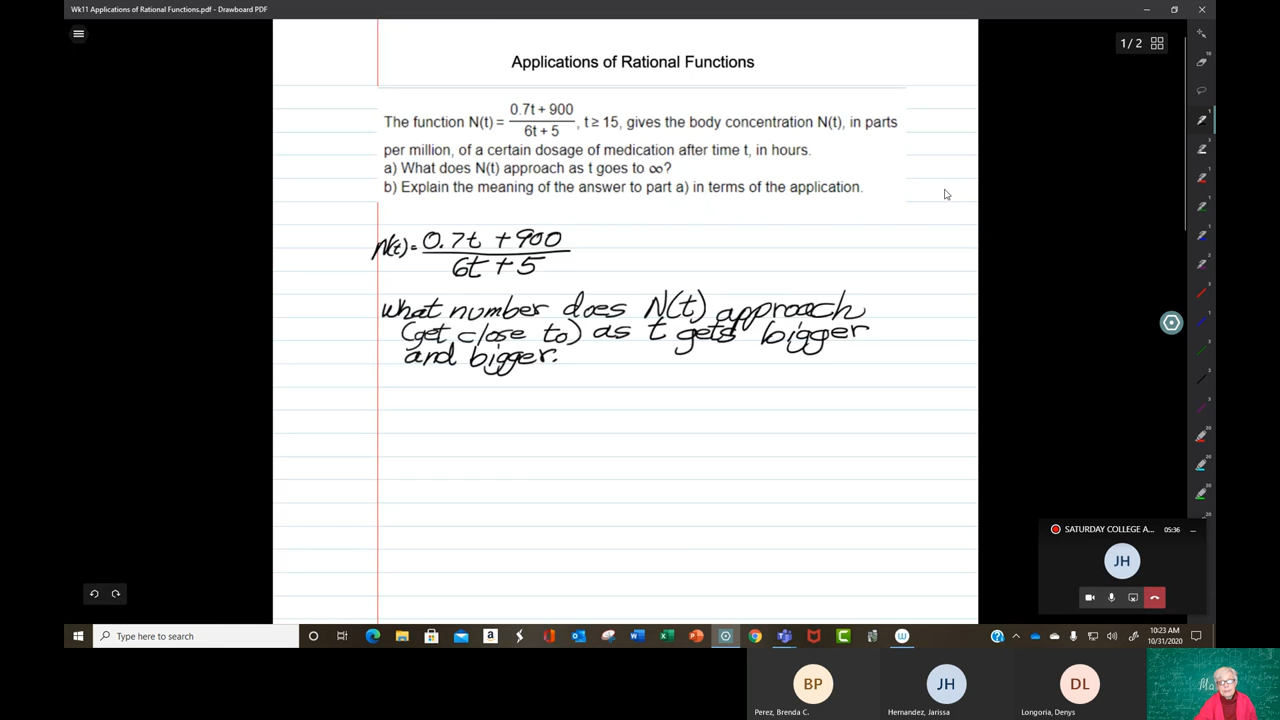 Wk11 Applications of Rational Functions.pdf - Drawboard PDF
1 / 2
Applications of Rational Functions
The function N(t) = 0.7t + 900 / 6t + 5, t ≥ 15, gives the body concentration N(t), in parts
per million, of a certain dosage of medication after time t, in hours.
a) What does N(t) approach as t goes to ∞?
b) Explain the meaning of the answer to part a) in terms of the application.
N(t) = 0.7t + 900 / 6t + 5
what number does N(t) approach
(get close to) as t gets bigger
and bigger.
SATURDAY COLLEGE A... 05:36
JH
Type here to search
10:23 AM
10/31/2020
BP
JH
DL
Perez, Brenda C.
Hernandez, Jarissa
Longoria, Denys